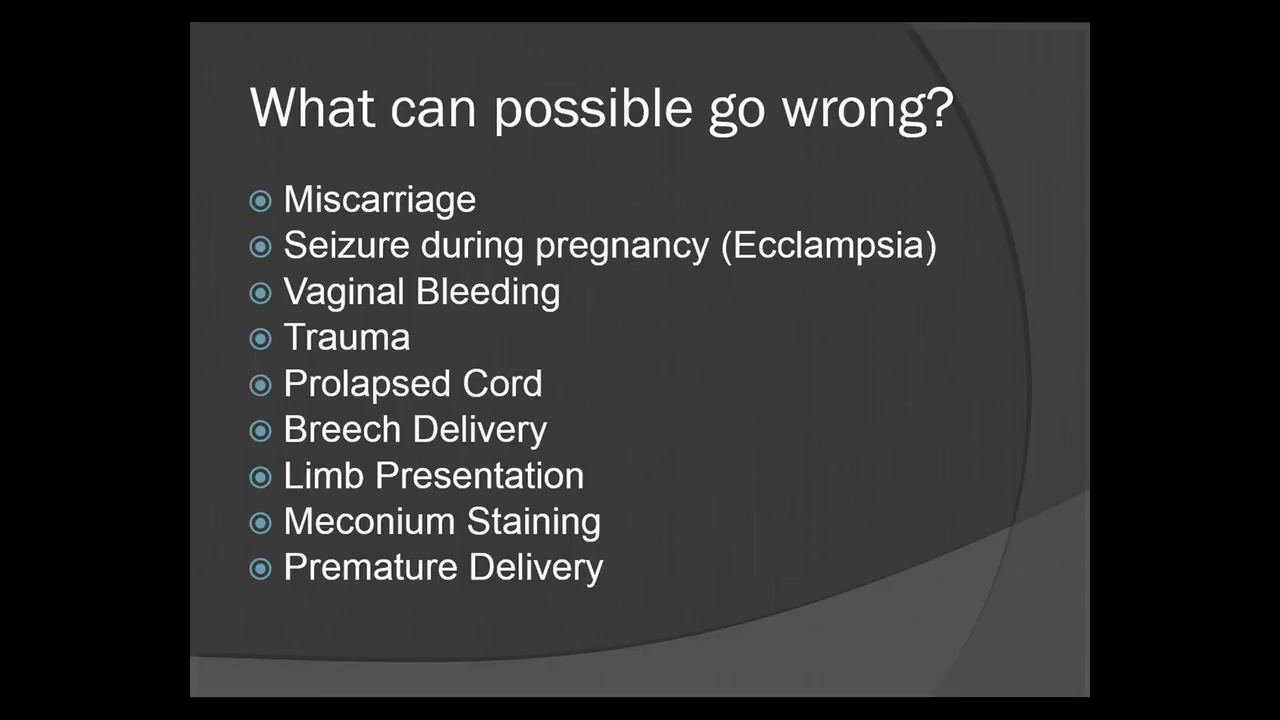 What can possible go wrong?
Miscarriage
Seizure during pregnancy (Ecclampsia)
Vaginal Bleeding
Trauma
Prolapsed Cord
Breech Delivery
Limb Presentation
Meconium Staining
Premature Delivery